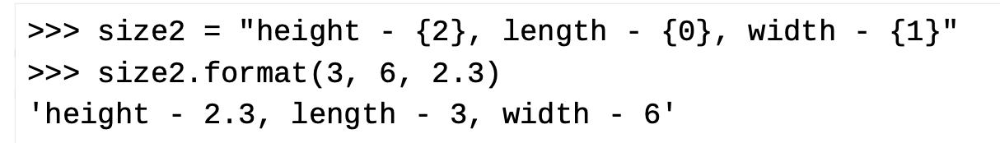 >>> size2 = "height - {2}, length - {0}, width - {1}"
>>> size2.format(3, 6, 2.3)
'height - 2.3, length - 3, width - 6'